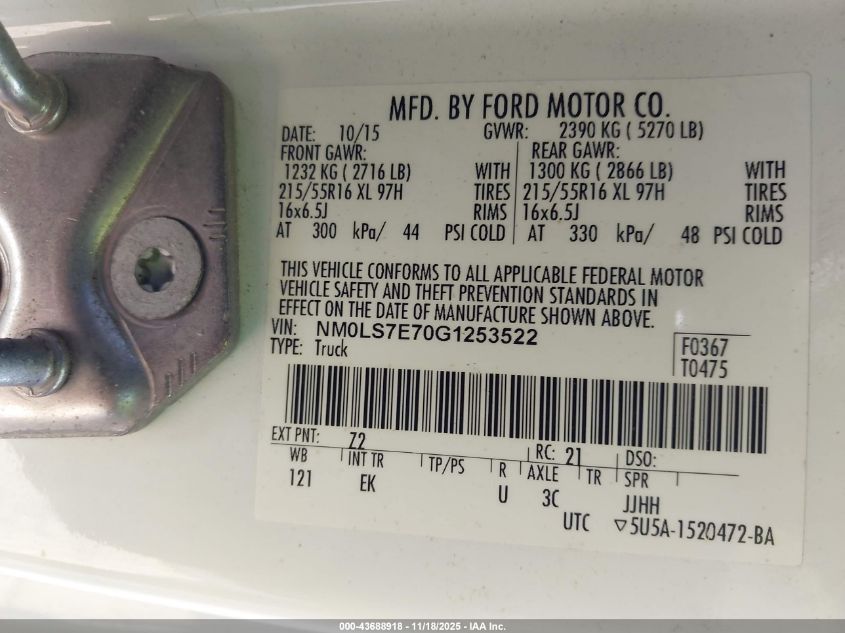 MFD. BY FORD MOTOR CO.
DATE: 10/15 GVWR: 2390 KG ( 5270 LB)
FRONT GAWR: REAR GAWR:
1232 KG ( 2716 LB) WITH 1300 KG ( 2866 LB) WITH
215/55R16 XL 97H TIRES 215/55R16 XL 97H TIRES
16x6.5J RIMS 16x6.5J RIMS
AT 300 kPa/ 44 PSI COLD AT 330 kPa/ 48 PSI COLD
THIS VEHICLE CONFORMS TO ALL APPLICABLE FEDERAL MOTOR
VEHICLE SAFETY AND THEFT PREVENTION STANDARDS IN
EFFECT ON THE DATE OF MANUFACTURE SHOWN ABOVE.
VIN: NM0LS7E70G1253522
TYPE: Truck
F0367
T0475
EXT PNT: Z2 RC: 21 DSO:
WB INT TR TP/PS R AXLE TR SPR
121 EK U 3C JJHH
UTC ▽5U5A-1520472-BA
000-43688918 - 11/18/2025 - IAA Inc.